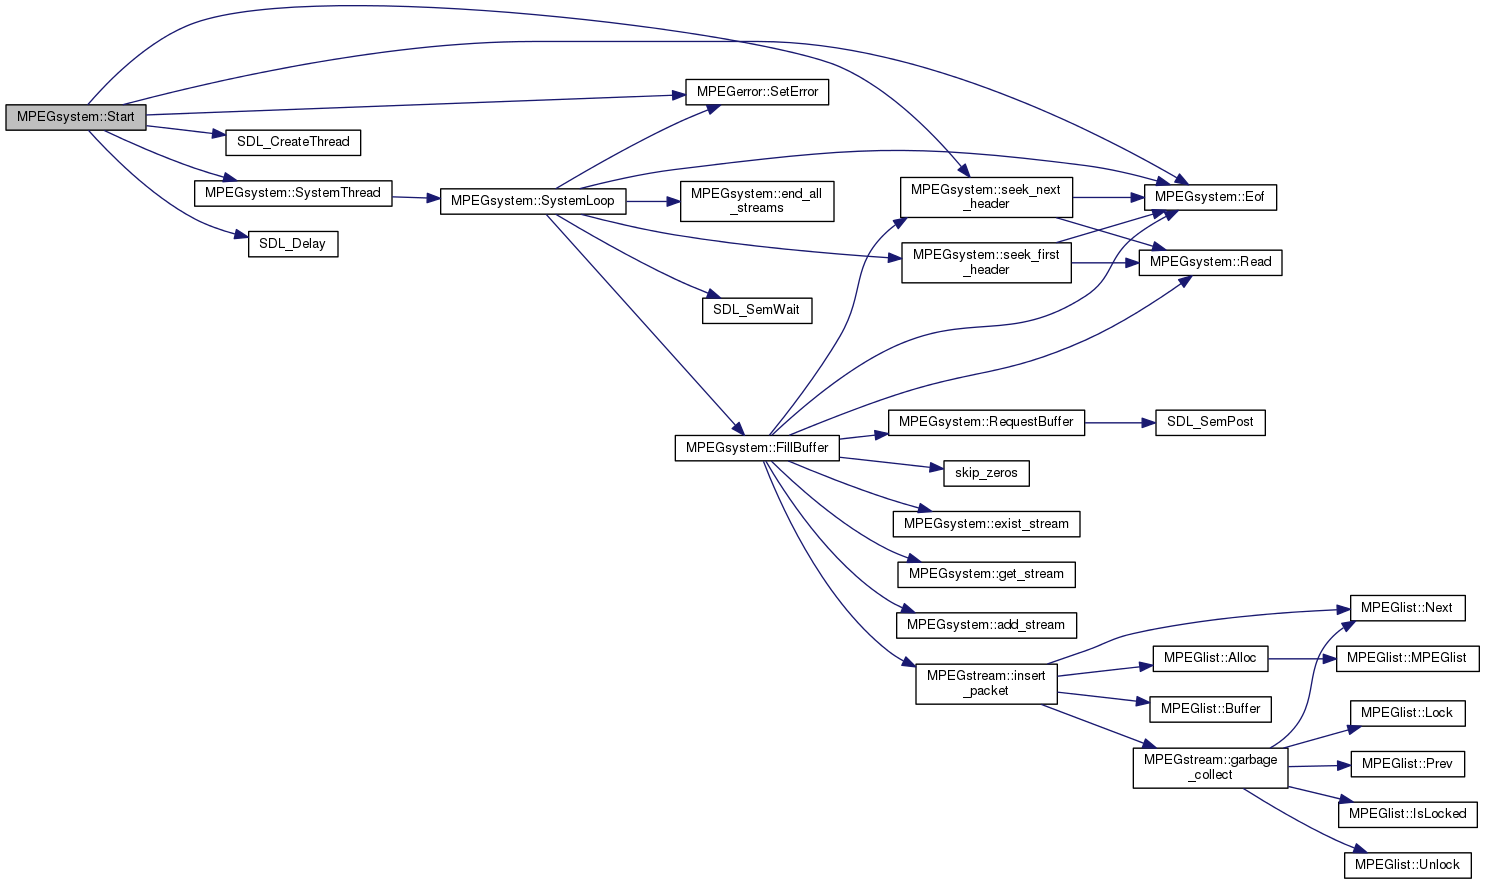 MPEGsystem::Start
SDL_CreateThread
MPEGsystem::SystemThread
SDL_Delay
MPEGsystem::SystemLoop
MPEGerror::SetError
MPEGsystem::end_all
_streams
SDL_SemWait
MPEGsystem::FillBuffer
MPEGsystem::seek_next
_header
MPEGsystem::seek_first
_header
MPEGsystem::Eof
MPEGsystem::Read
MPEGsystem::RequestBuffer
SDL_SemPost
skip_zeros
MPEGsystem::exist_stream
MPEGsystem::get_stream
MPEGsystem::add_stream
MPEGstream::insert
_packet
MPEGlist::Next
MPEGlist::Alloc
MPEGlist::MPEGlist
MPEGlist::Buffer
MPEGstream::garbage
_collect
MPEGlist::Lock
MPEGlist::Prev
MPEGlist::IsLocked
MPEGlist::Unlock